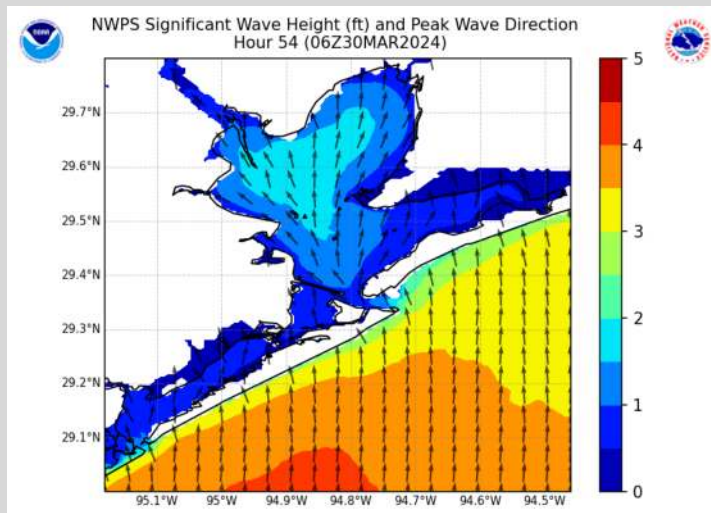 NWPS Significant Wave Height (ft) and Peak Wave Direction
Hour 54 (06Z30MAR2024)
29.7°N
29.6°N
29.5°N
29.4°N
29.3°N
29.2°N
29.1°N
95.1°W 95°W 94.9°W 94.8°W 94.7°W 94.6°W 94.5°W
5
4
3
2
1
0